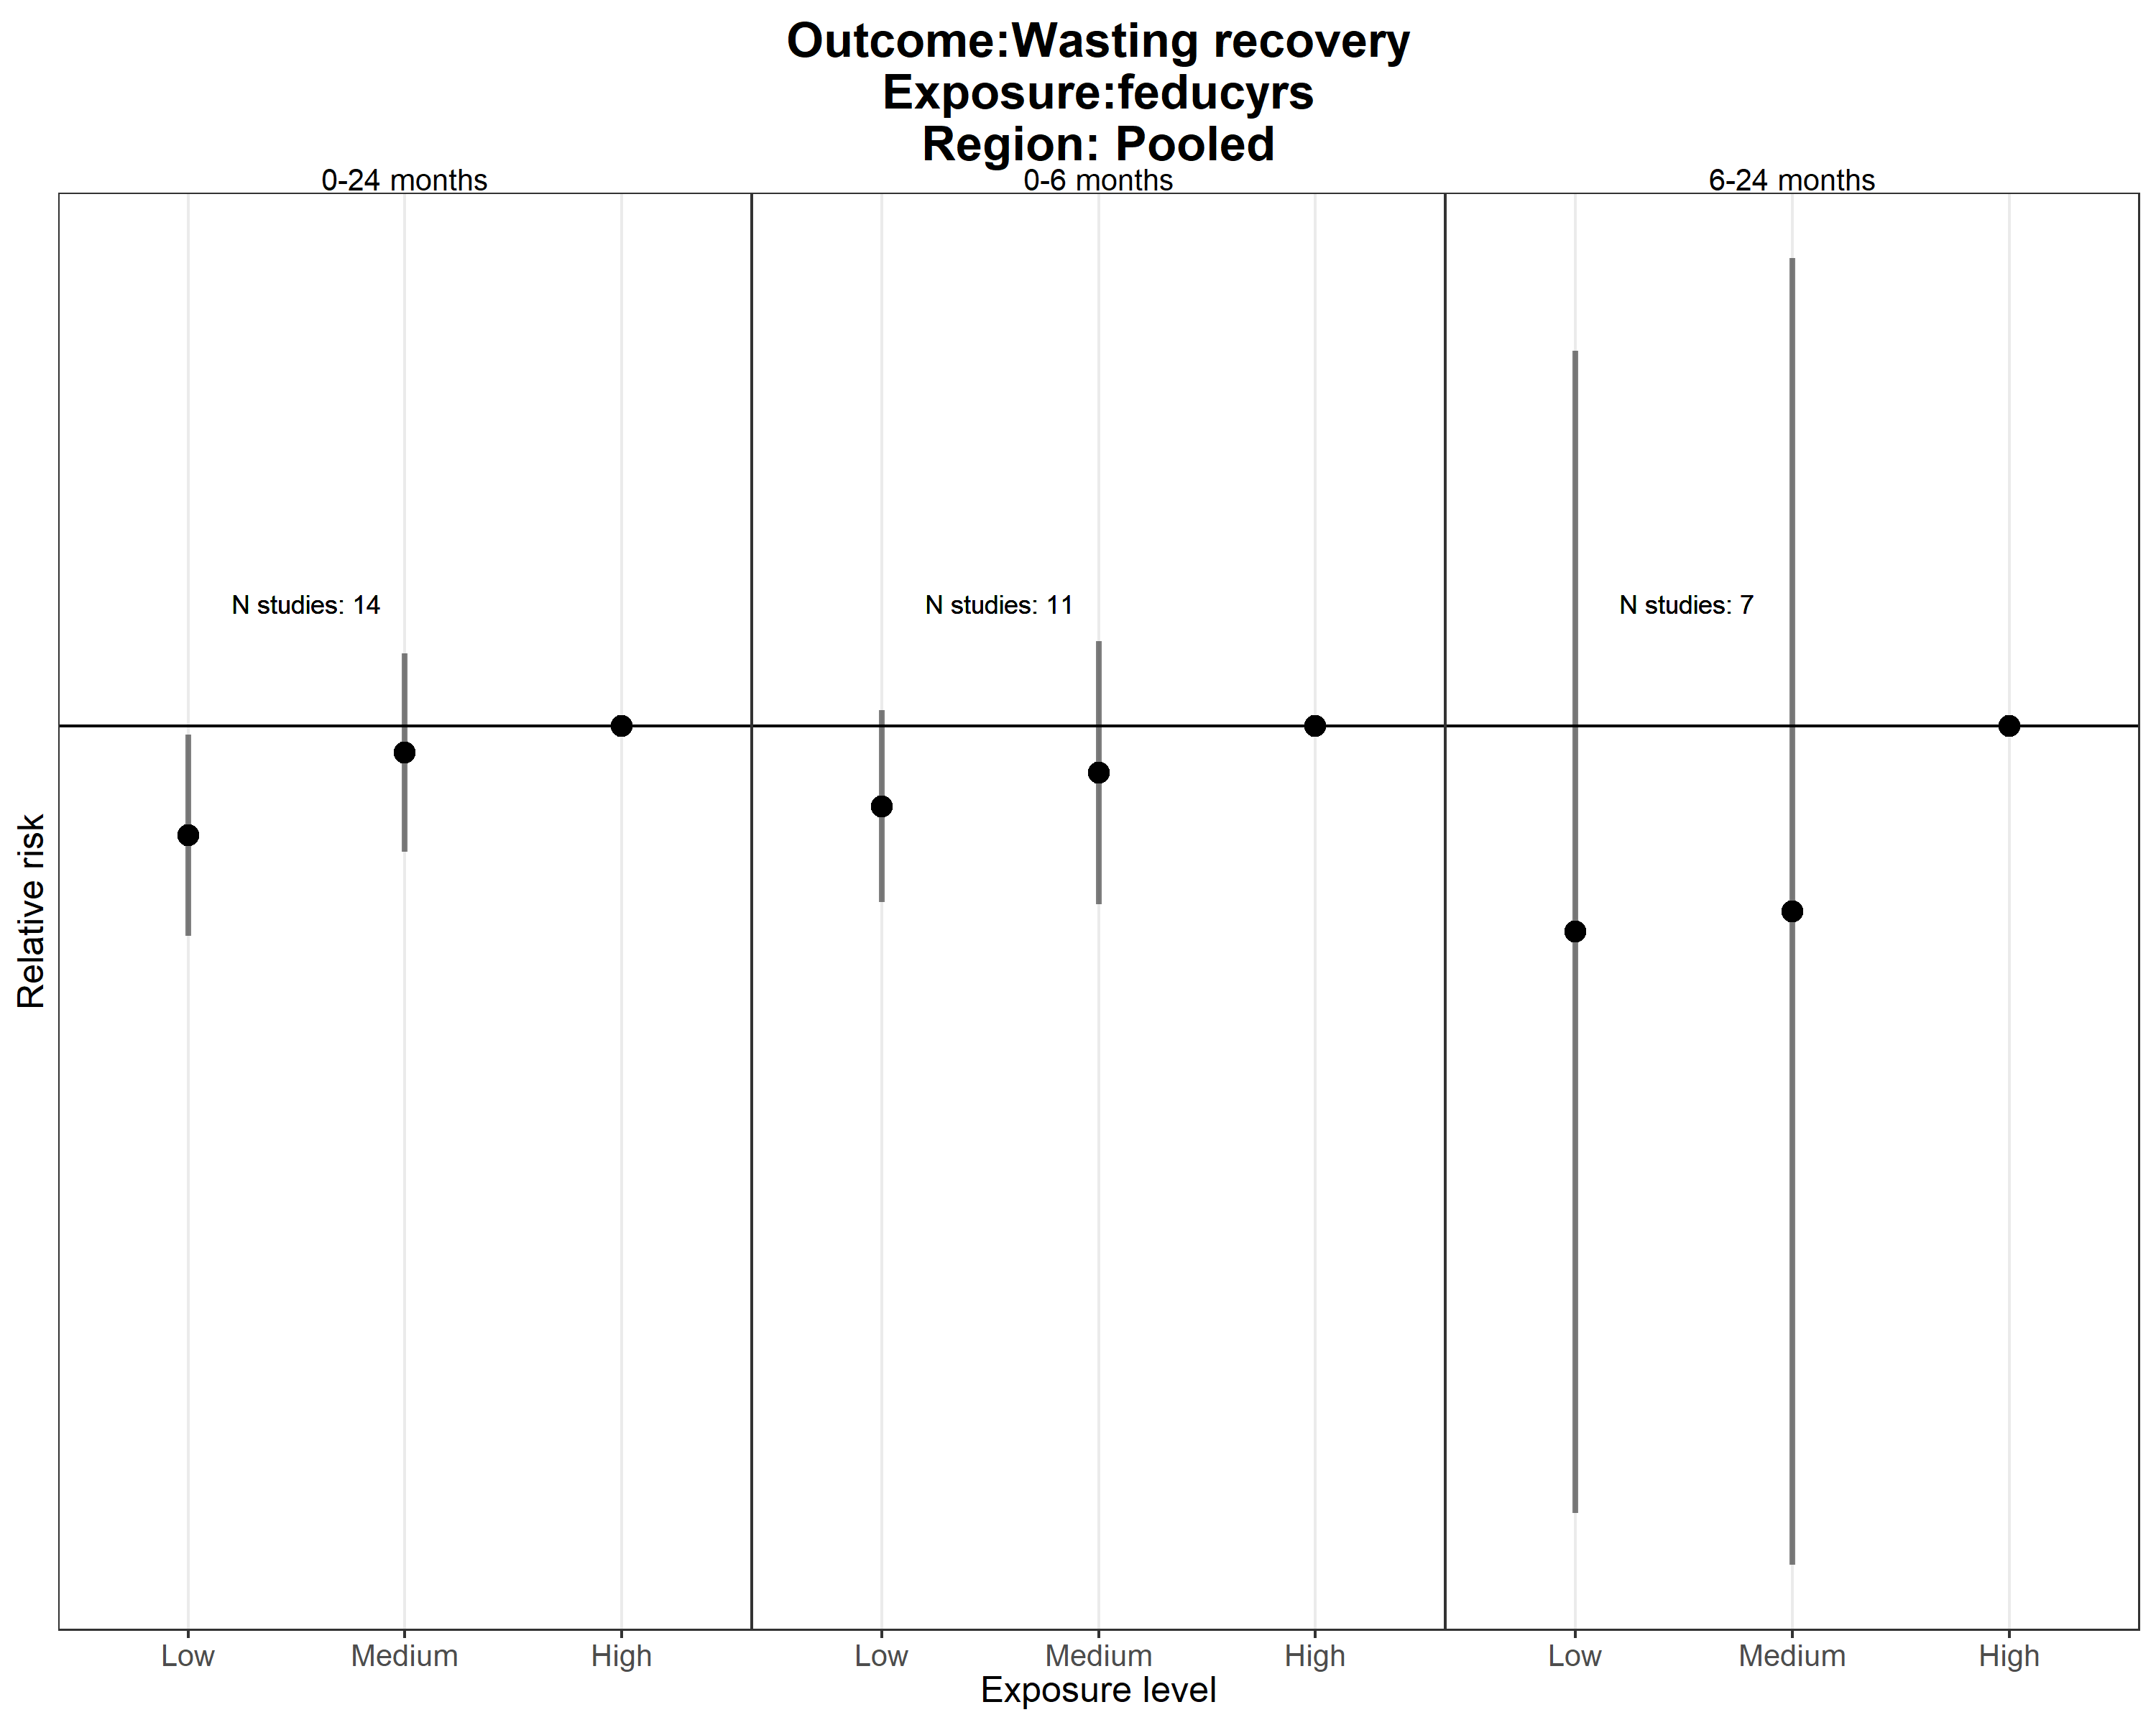 Outcome:Wasting recovery
Exposure:feducyrs
Region: Pooled
0-24 months
0-6 months
6-24 months
N studies: 14
N studies: 11
N studies: 7
Relative risk
Low
Medium
High
Low
Medium
High
Low
Medium
High
Exposure level